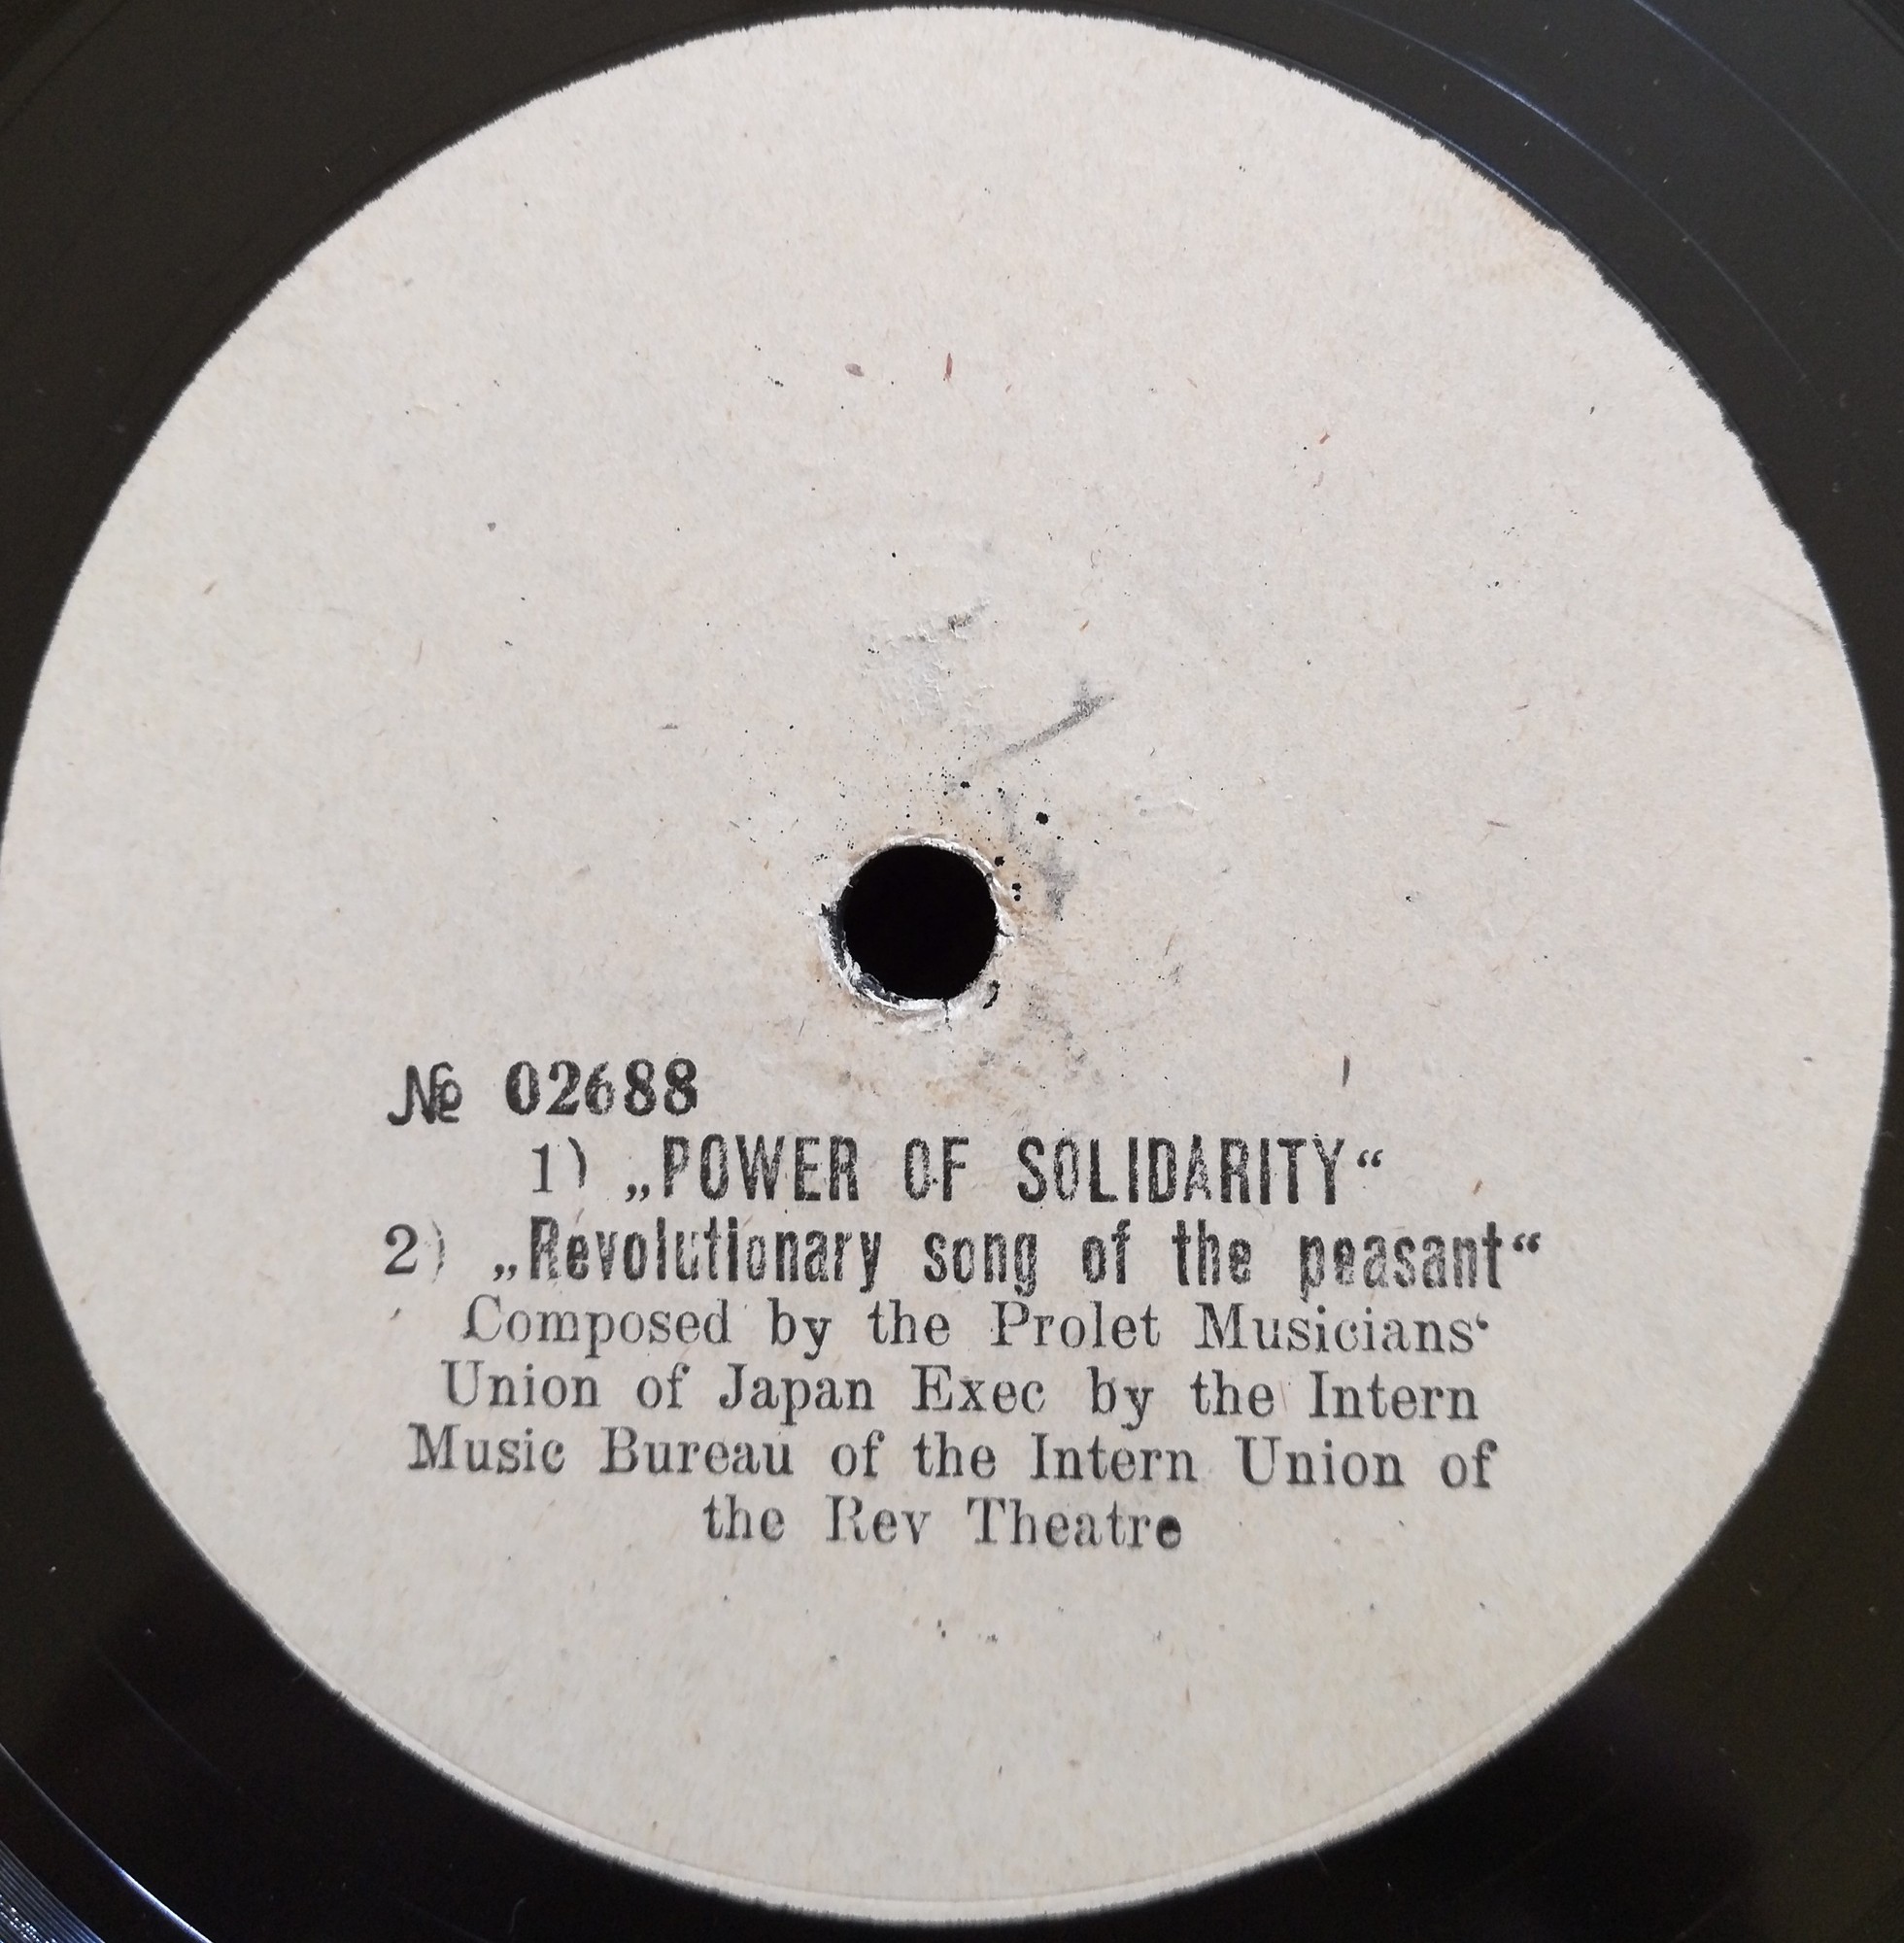 № 02688
1) „POWER OF SOLIDARITY“
2) „Revolutionary song of the peasant“
Composed by the Prolet Musicians‘
Union of Japan Exec by the Intern
Music Bureau of the Intern Union of
the Rev Theatre